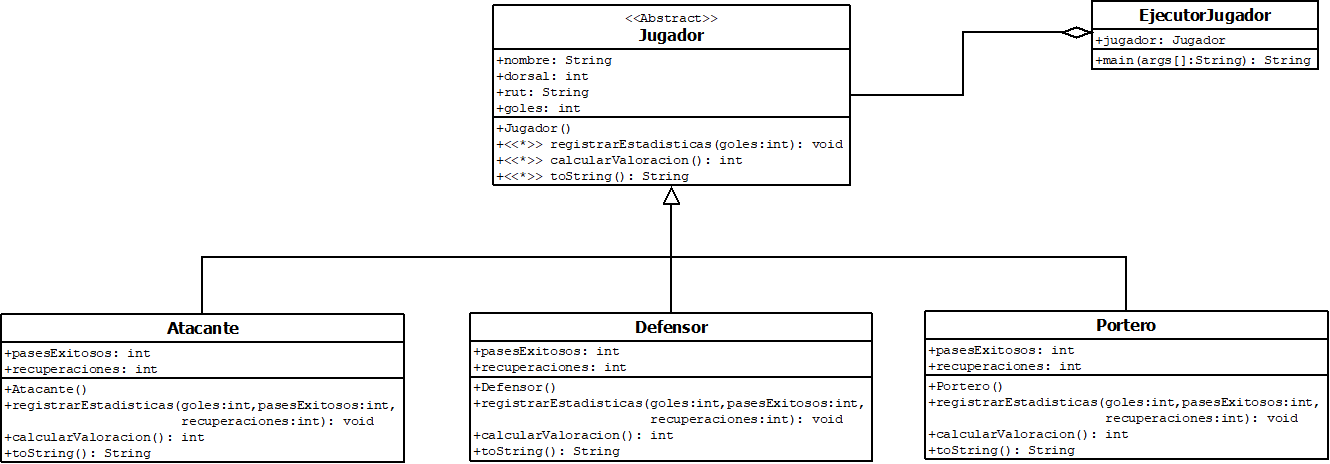 <<Abstract>>
Jugador
+nombre: String
+dorsal: int
+rut: String
+goles: int
+Jugador()
+<<*>> registrarEstadisticas(goles:int): void
+<<*>> calcularValoracion(): int
+<<*>> toString(): String
EjecutorJugador
+jugador: Jugador
+main(args[]:String): String
Atacante
+pasesExitosos: int
+recuperaciones: int
+Atacante()
+registrarEstadisticas(goles:int,pasesExitosos:int,
recuperaciones:int): void
+calcularValoracion(): int
+toString(): String
Defensor
+pasesExitosos: int
+recuperaciones: int
+Defensor()
+registrarEstadisticas(goles:int,pasesExitosos:int,
recuperaciones:int): void
+calcularValoracion(): int
+toString(): String
Portero
+pasesExitosos: int
+recuperaciones: int
+Portero()
+registrarEstadisticas(goles:int,pasesExitosos:int,
recuperaciones:int): void
+calcularValoracion(): int
+toString(): String